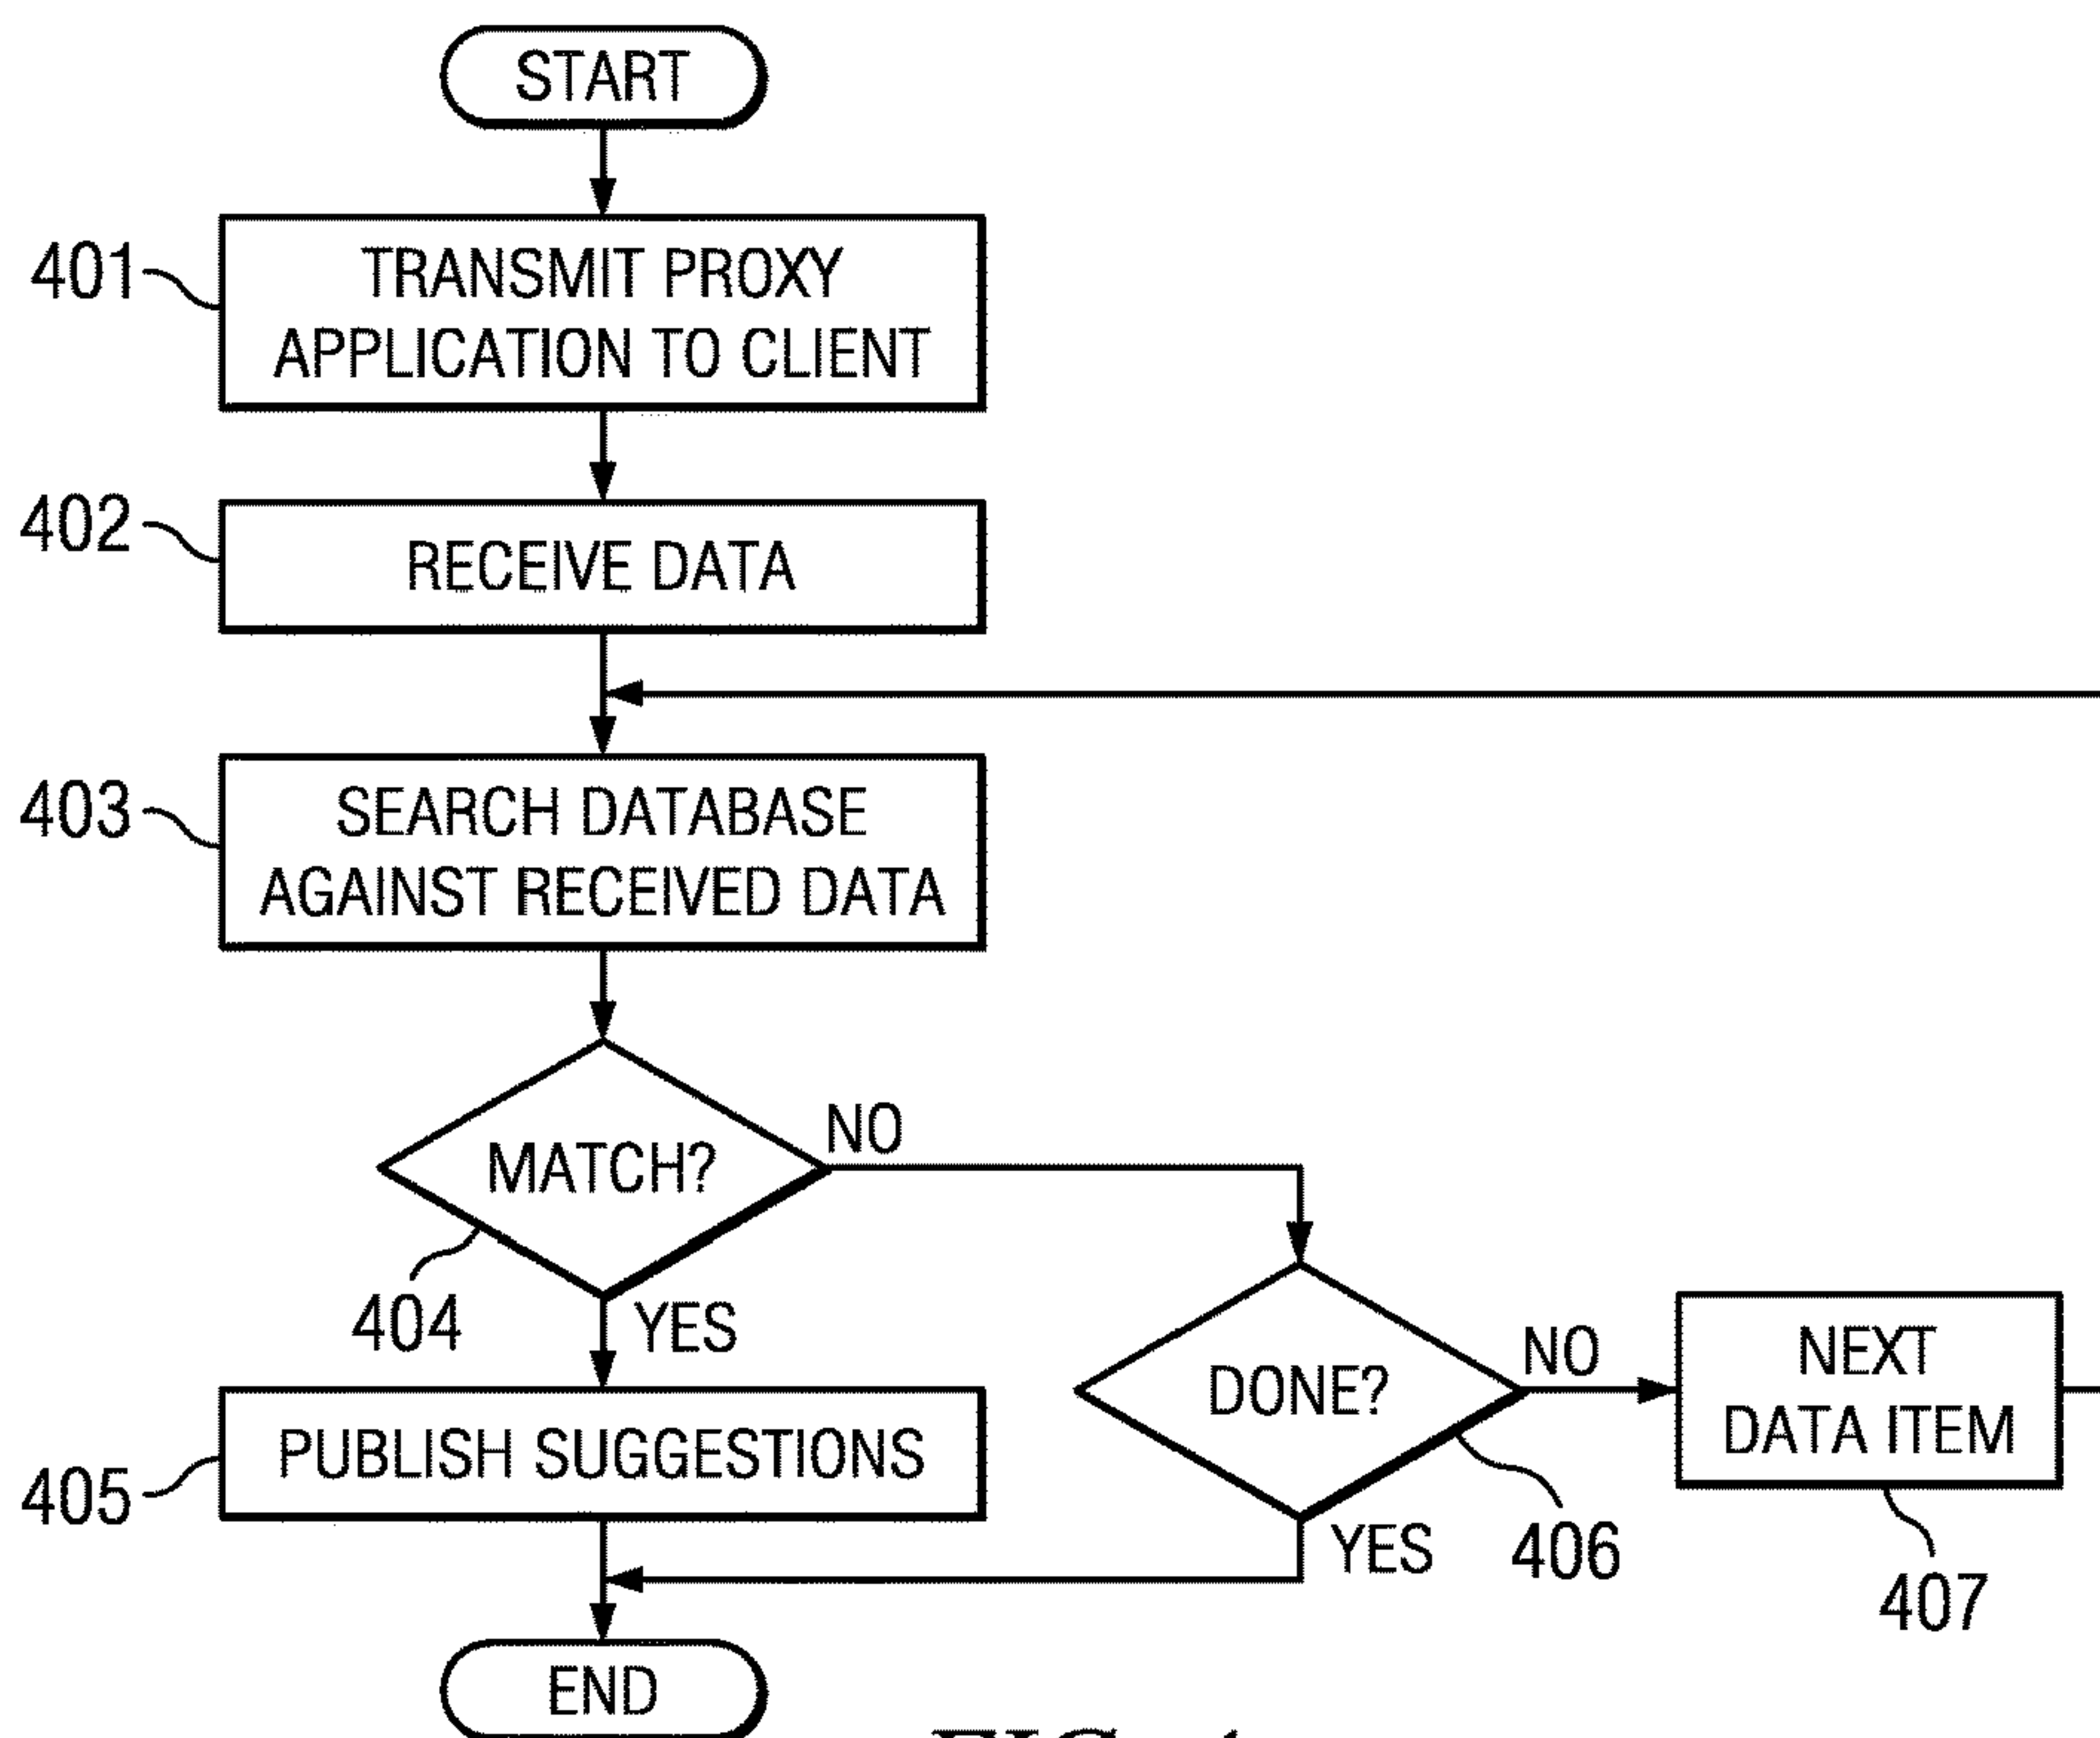 START
401
TRANSMIT PROXY
APPLICATION TO CLIENT
402
RECEIVE DATA
403
SEARCH DATABASE
AGAINST RECEIVED DATA
MATCH?
NO
404
YES
405
PUBLISH SUGGESTIONS
DONE?
NO
406
YES
NEXT
DATA ITEM
407
END